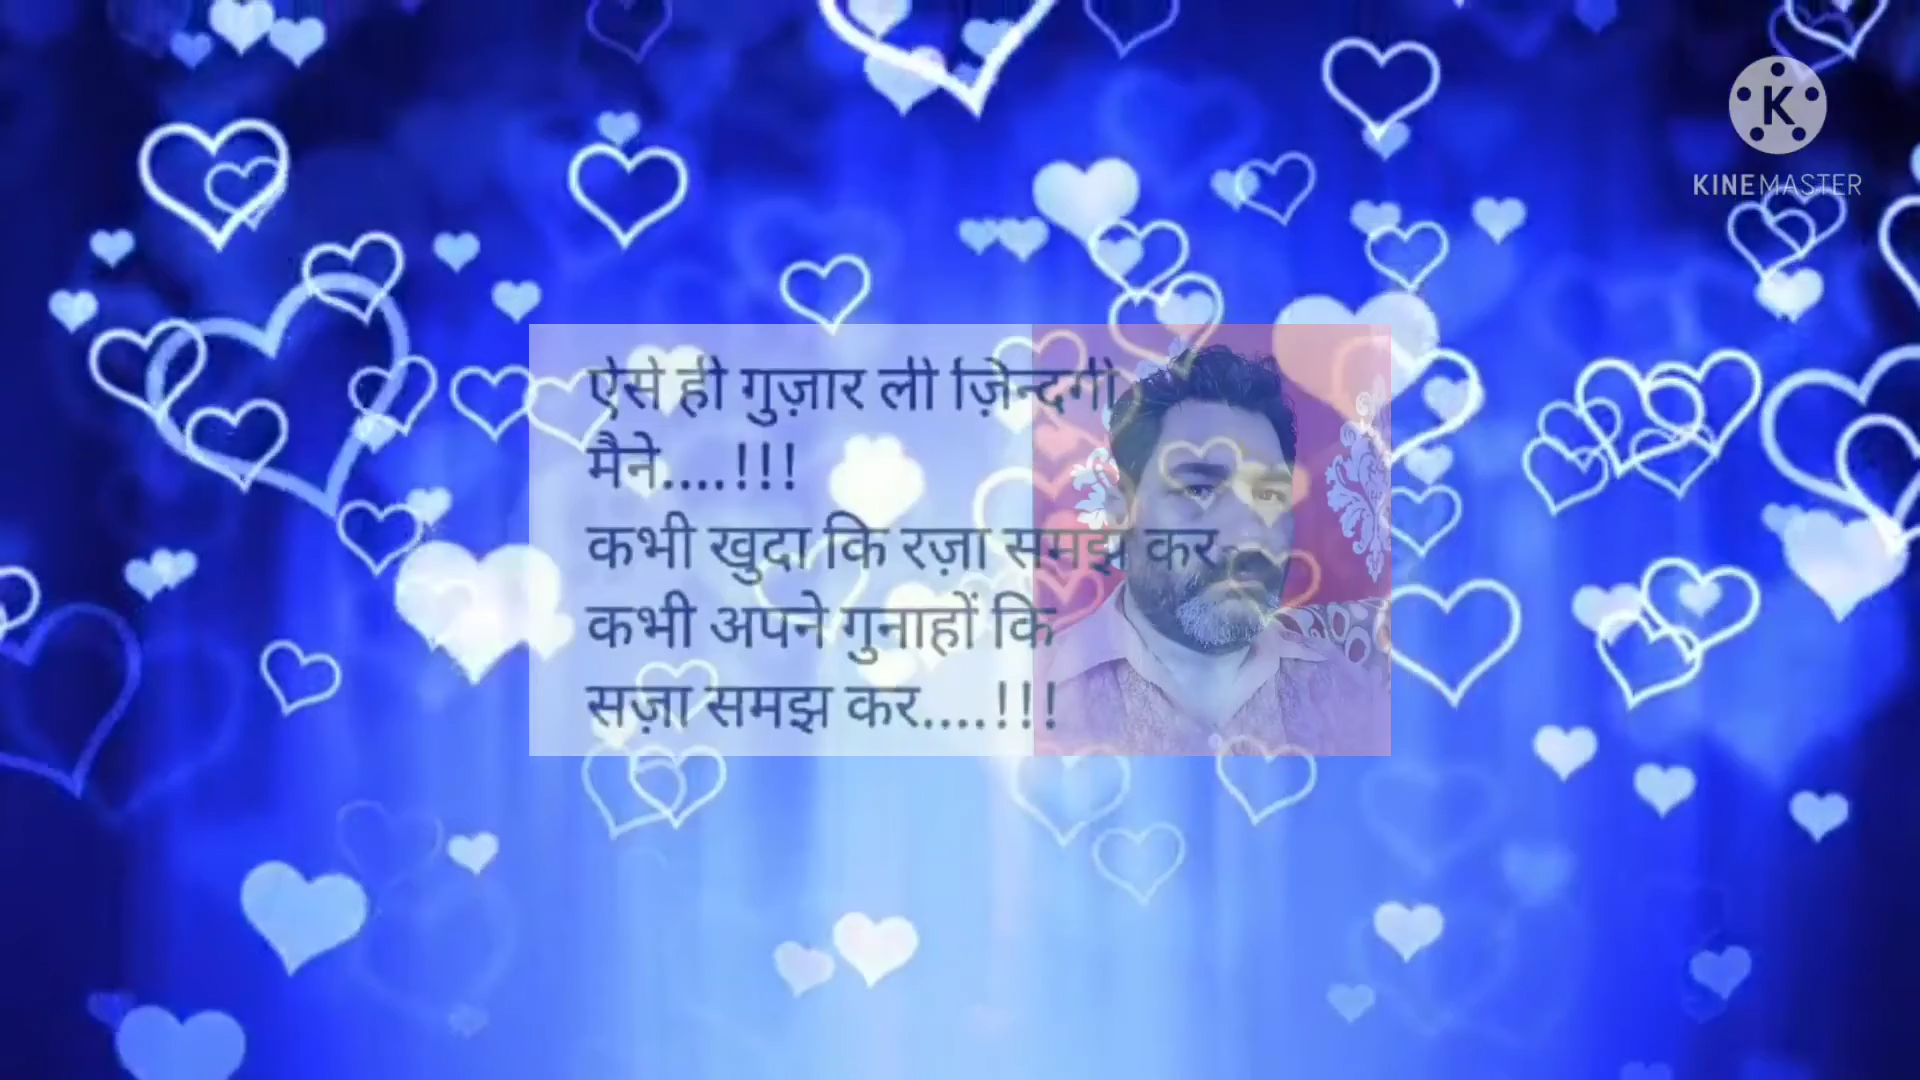 ऐसे ही गुज़ार ली ज़िन्दगी
मैने....!!!
कभी खुदा कि रज़ा समझ कर
कभी अपने गुनाहों कि
सज़ा समझ कर....!!!
K
KINEMASTER